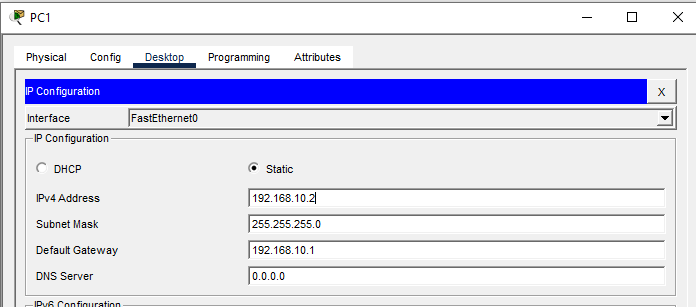 PC1
Physical Config Desktop Programming Attributes
IP Configuration X
Interface FastEthernet0
IP Configuration
DHCP Static
IPv4 Address 192.168.10.2
Subnet Mask 255.255.255.0
Default Gateway 192.168.10.1
DNS Server 0.0.0.0
IPv6 Configuration